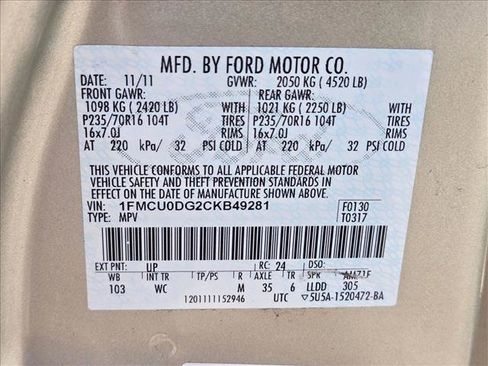 MFD. BY FORD MOTOR CO.
DATE: 11/11 GVWR: 2050 KG ( 4520 LB)
FRONT GAWR: REAR GAWR:
1098 KG ( 2420 LB) WITH 1021 KG ( 2250 LB) WITH
P235/70R16 104T TIRES P235/70R16 104T TIRES
16x7.0J RIMS 16x7.0J RIMS
AT 220 kPa/ 32 PSI COLD AT 220 kPa/ 32 PSI COLD
THIS VEHICLE CONFORMS TO ALL APPLICABLE FEDERAL MOTOR
VEHICLE SAFETY AND THEFT PREVENTION STANDARDS IN EFFECT ON THE
DATE OF MANUFACTURE SHOWN ABOVE.
VIN: 1FMCU0DG2CKB49281 F0130
TYPE: MPV T0317
EXT PNT: UP RC: 24 DSO:
WB INT TR TP/PS R AXLE TR SPR
103 WC M 35 6 LLDD 305
1201111152946 UTC 5U5A-1520472-BA